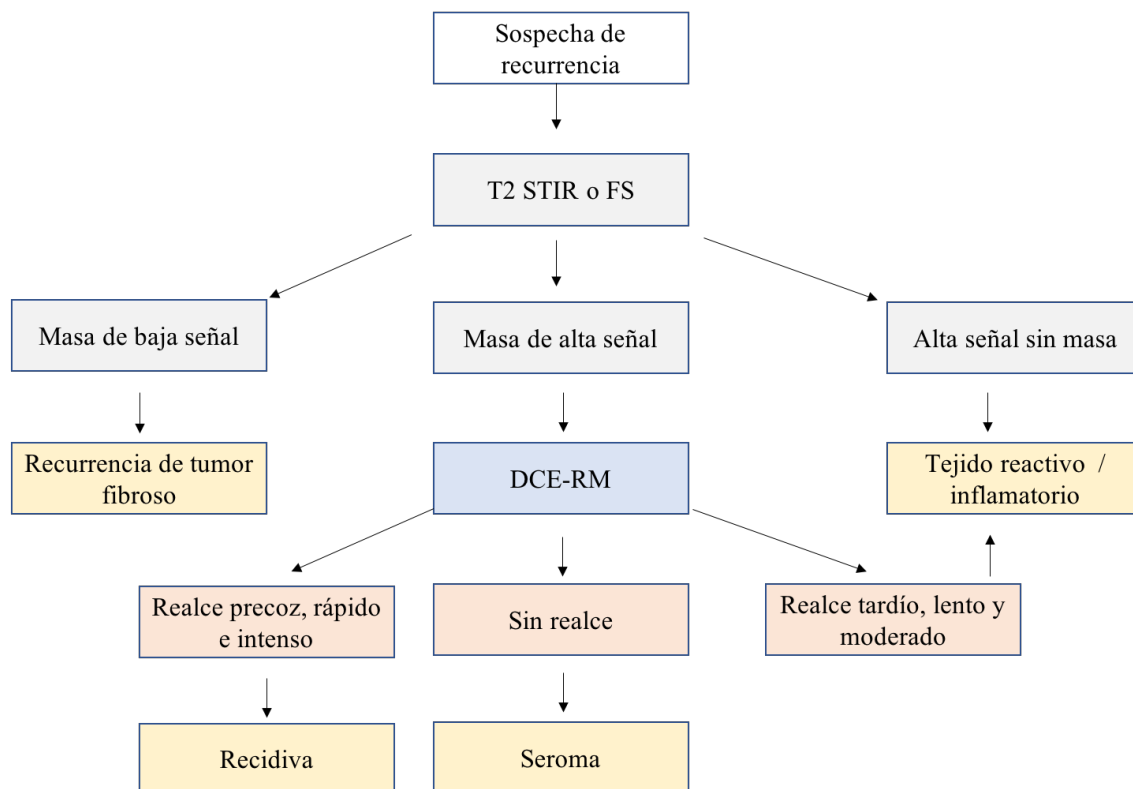 Sospecha de
recurrencia
T2 STIR o FS
Masa de baja señal
Masa de alta señal
Alta señal sin masa
Recurrencia de tumor
fibroso
DCE-RM
Tejido reactivo /
inflamatorio
Realce precoz, rápido
e intenso
Sin realce
Realce tardío, lento y
moderado
Recidiva
Seroma